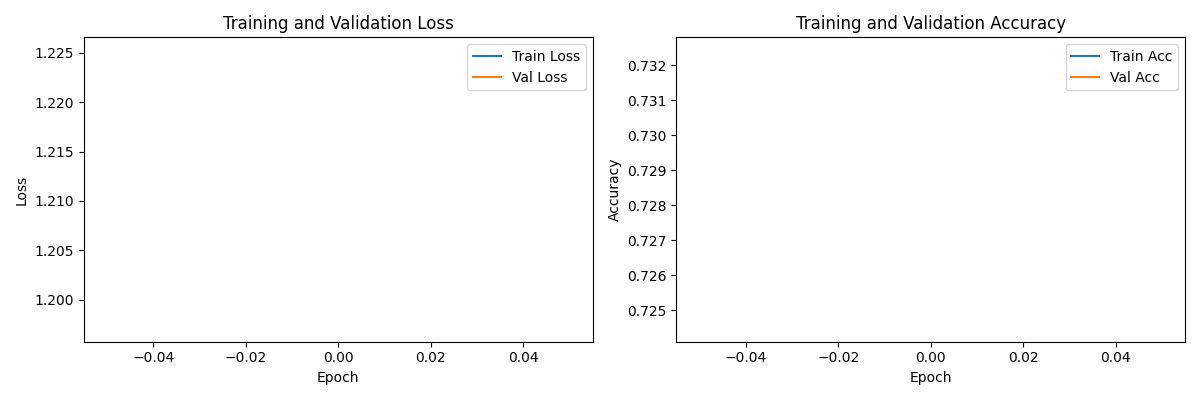 Training and Validation Loss
1.225
1.220
1.215
1.210
1.205
1.200
Loss
−0.04 −0.02 0.00 0.02 0.04
Epoch
Train Loss
Val Loss
Training and Validation Accuracy
0.732
0.731
0.730
0.729
0.728
0.727
0.726
0.725
Accuracy
−0.04 −0.02 0.00 0.02 0.04
Epoch
Train Acc
Val Acc